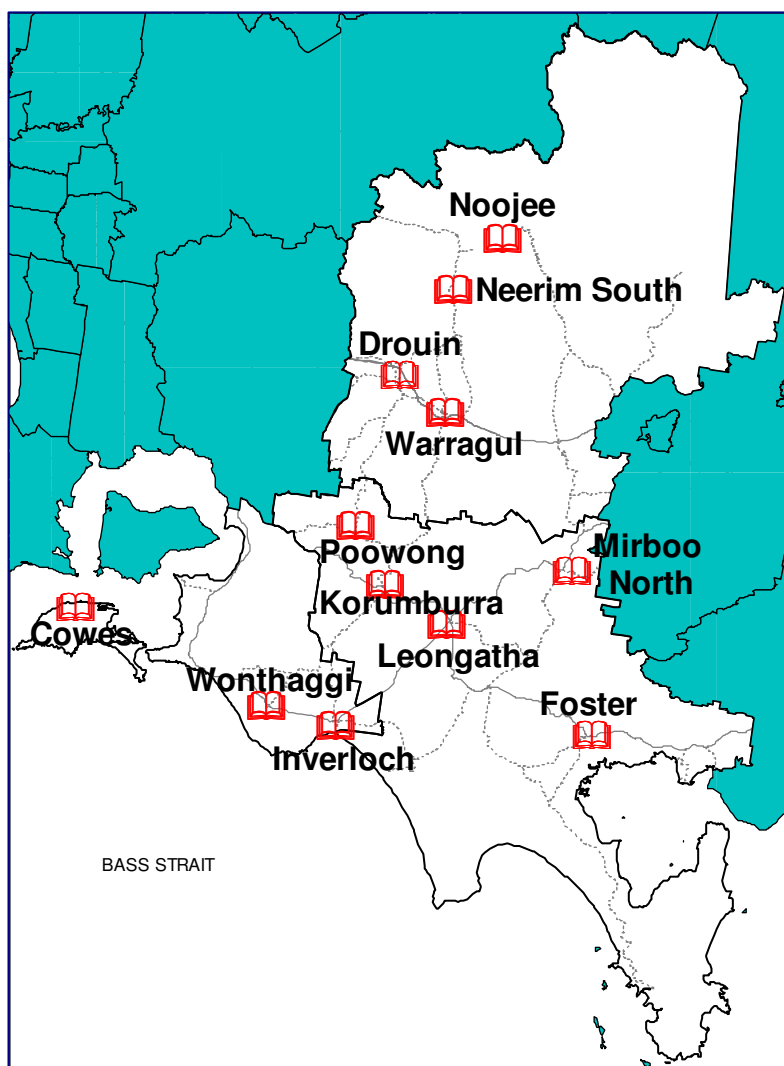 Noojee
Neerim South
Drouin
Warragul
Poowong
Mirboo
North
Korumburra
Cowes
Leongatha
Wonthaggi
Foster
Inverloch
BASS STRAIT